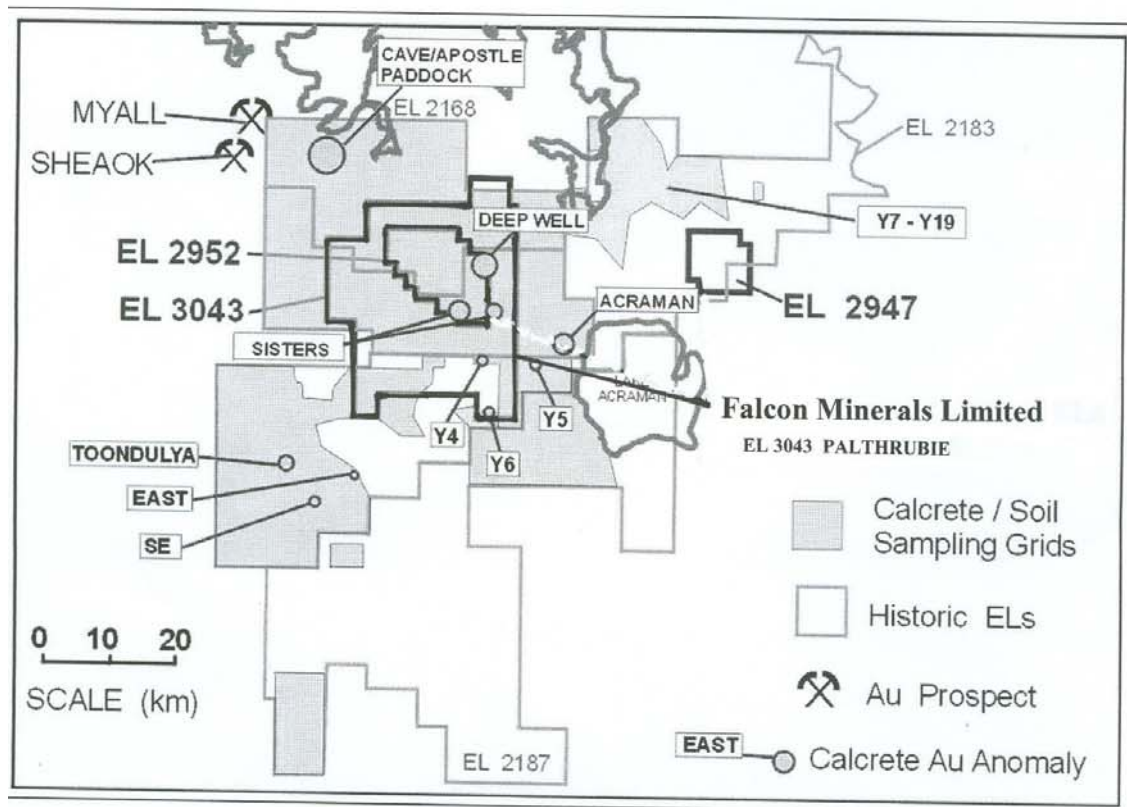 CAVE/APOSTLE
PADDOCK
MYALL
EL 2168
EL 2183
SHEAOK
DEEP WELL
Y7 - Y19
EL 2952
EL 3043
ACRAMAN
EL 2947
SISTERS
LAKE
ACRAMAN
Falcon Minerals Limited
EL 3043 PALTHRUBIE
Y4
Y5
Y6
TOONDULYA
EAST
SE
Calcrete / Soil
Sampling Grids
Historic ELs
0 10 20
SCALE (km)
Au Prospect
EL 2187
EAST
Calcrete Au Anomaly